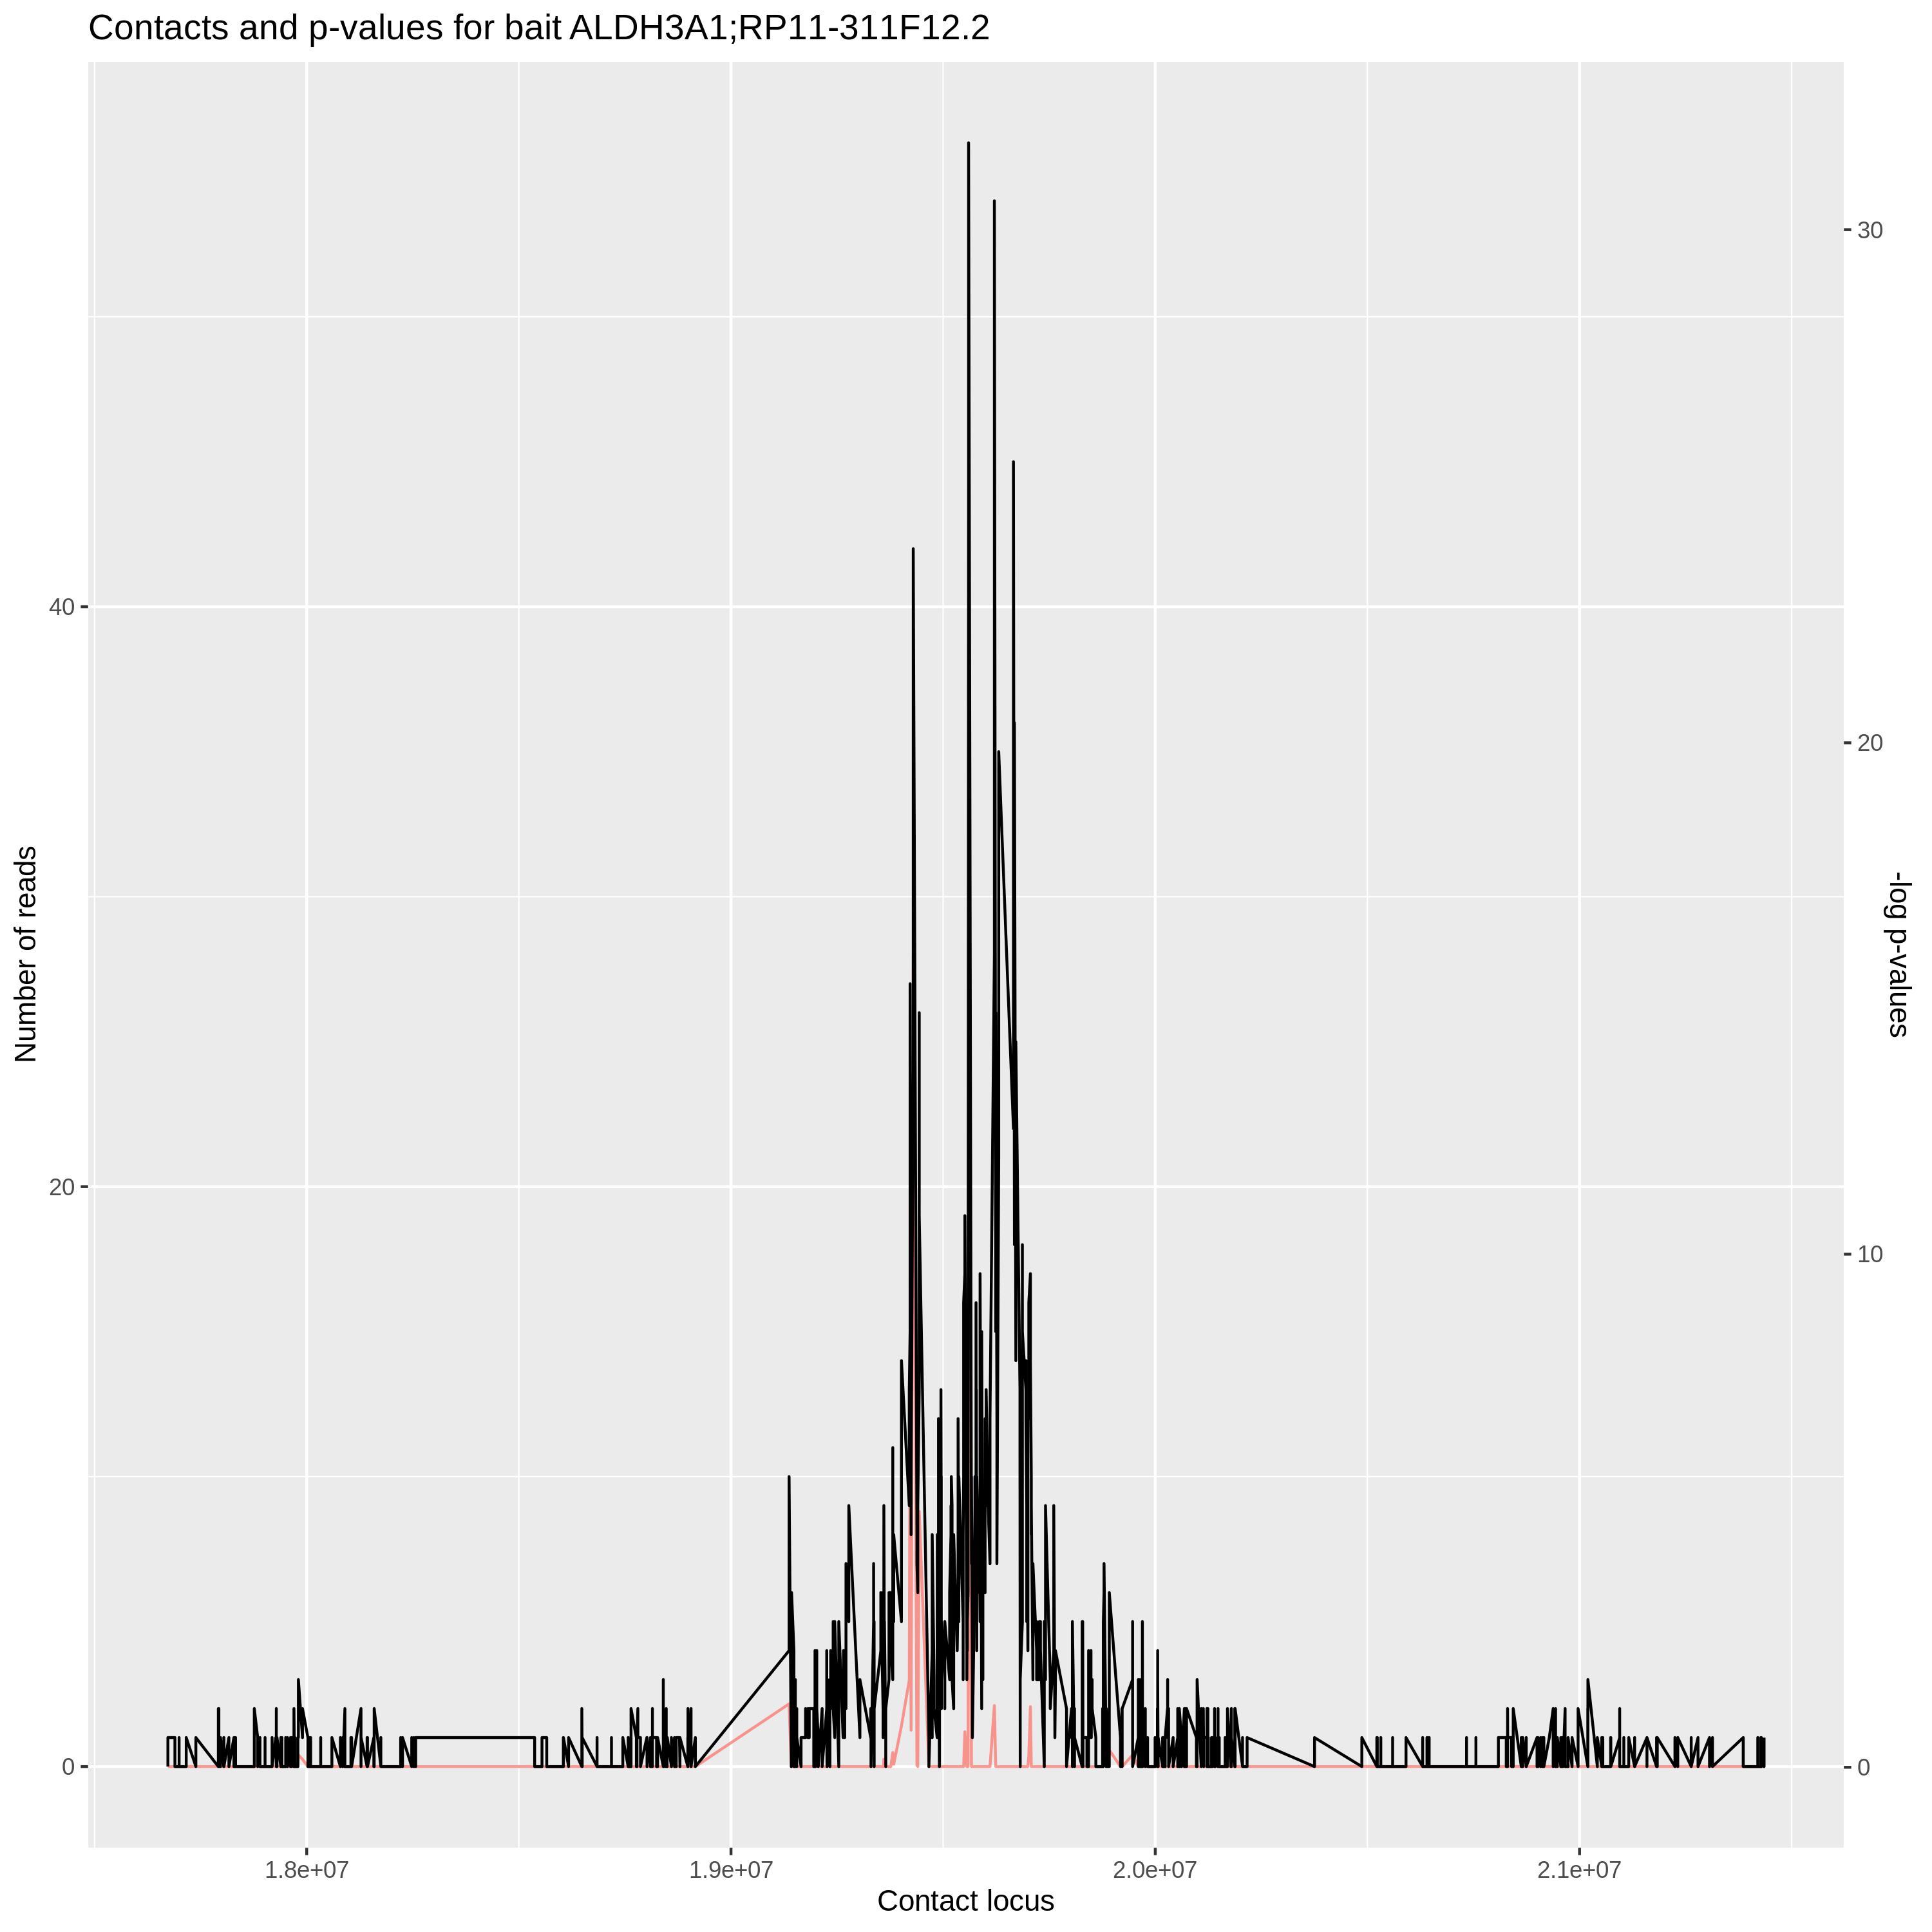 Contacts and p-values for bait ALDH3A1;RP11-311F12.2
Number of reads
40
20
0
30
20
10
0
-log p-values
1.8e+07 1.9e+07 2.0e+07 2.1e+07
Contact locus